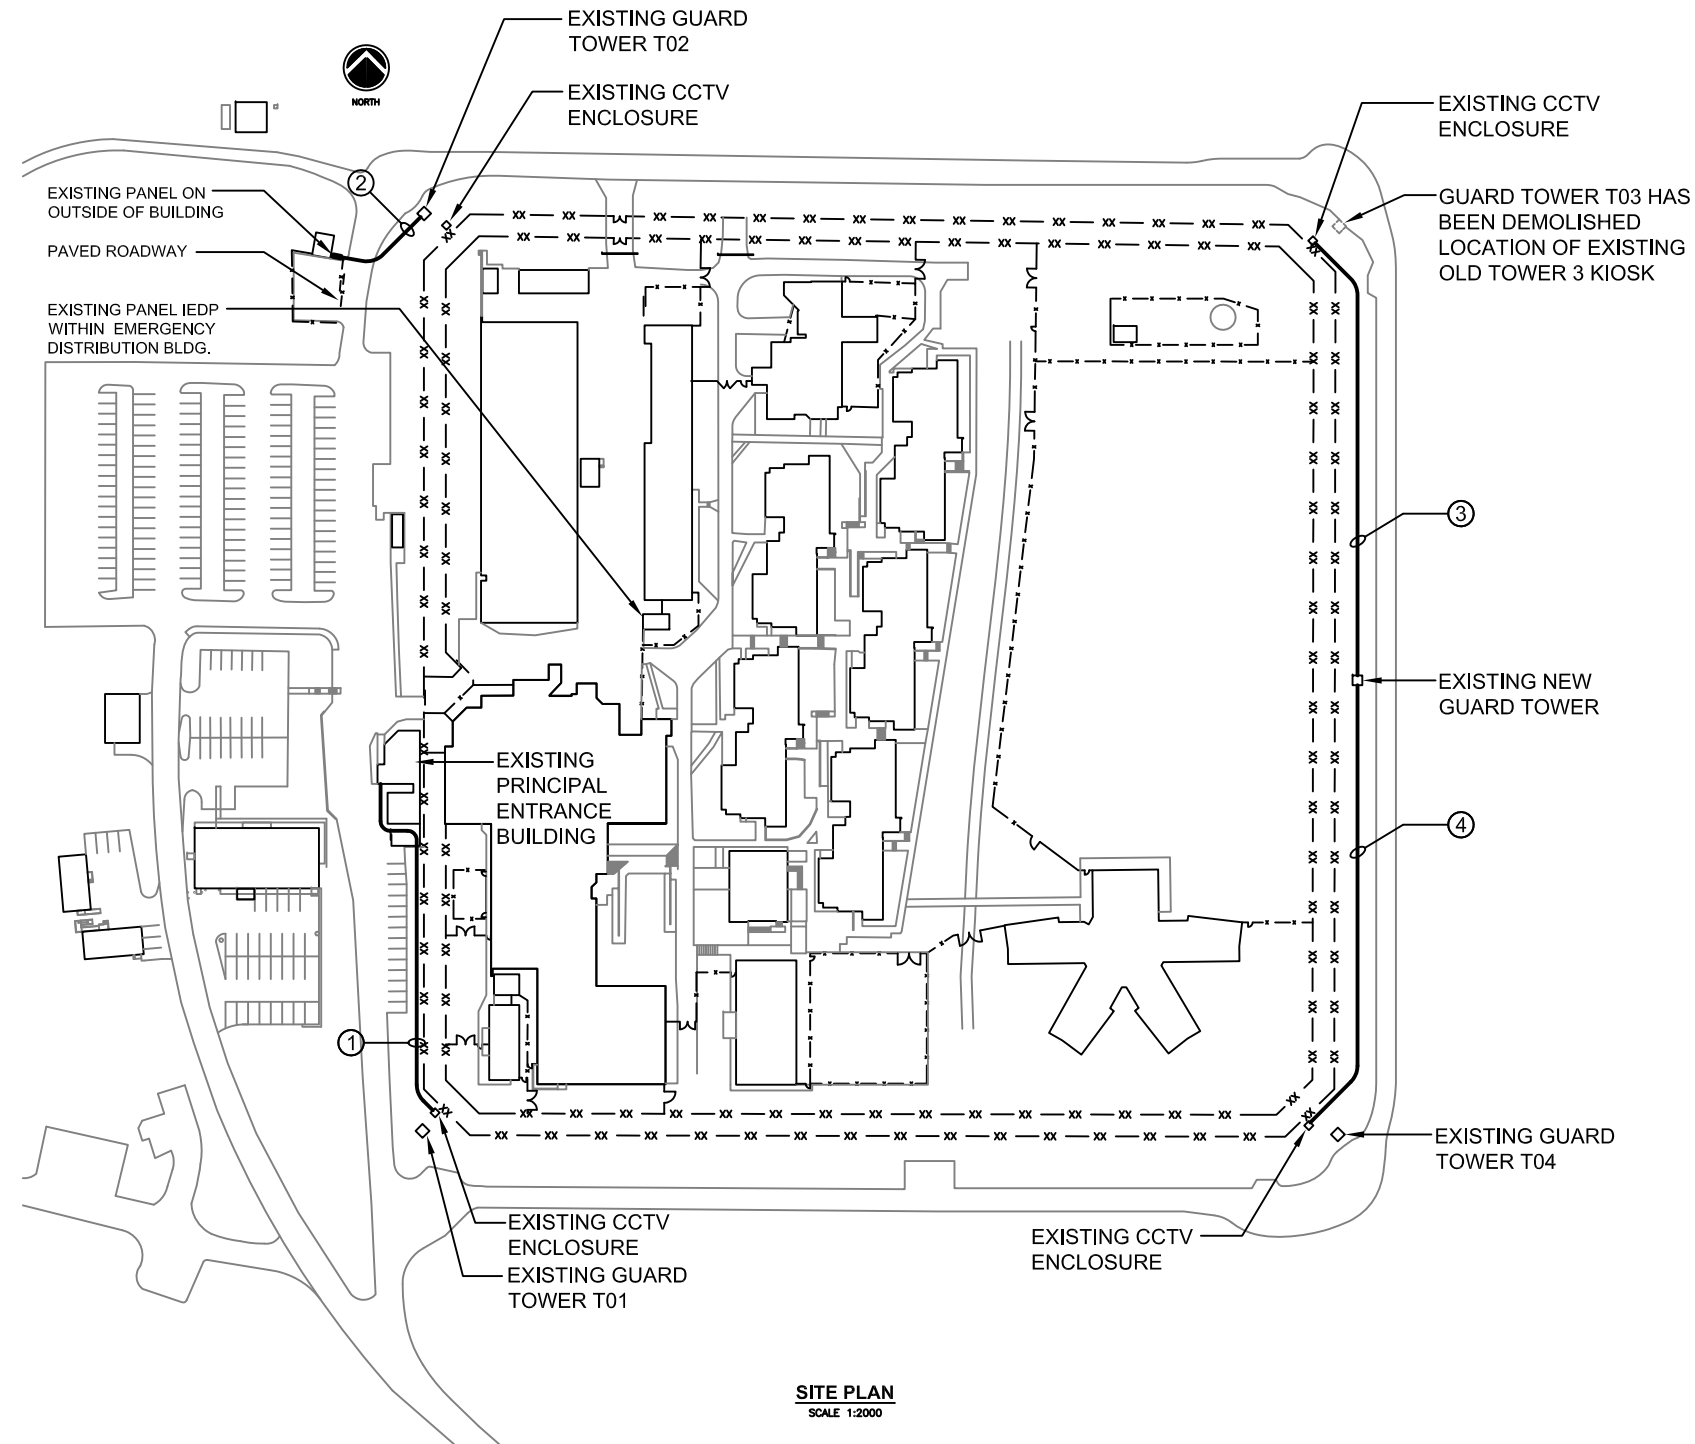 EXISTING GUARD
TOWER T02
NORTH
EXISTING CCTV
ENCLOSURE
EXISTING CCTV
ENCLOSURE
2
EXISTING PANEL ON
OUTSIDE OF BUILDING
GUARD TOWER T03 HAS
BEEN DEMOLISHED
LOCATION OF EXISTING
OLD TOWER 3 KIOSK
PAVED ROADWAY
EXISTING PANEL IEDP
WITHIN EMERGENCY
DISTRIBUTION BLDG.
3
EXISTING NEW
GUARD TOWER
EXISTING
PRINCIPAL
ENTRANCE
BUILDING
4
1
EXISTING GUARD
TOWER T04
EXISTING CCTV
ENCLOSURE
EXISTING CCTV
ENCLOSURE
EXISTING GUARD
TOWER T01
SITE PLAN
SCALE 1:2000